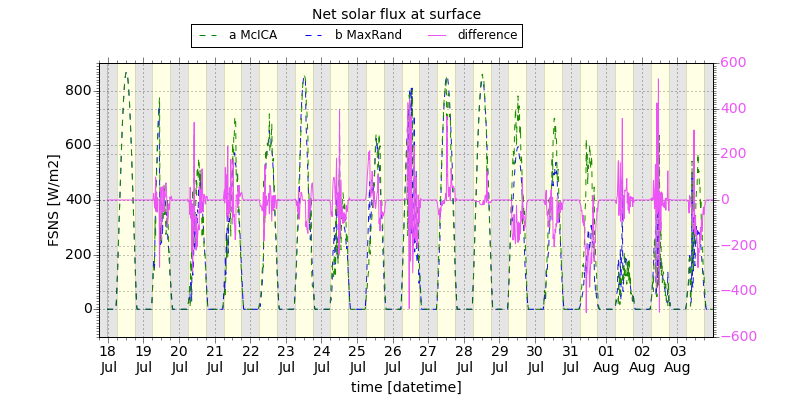 Net solar flux at surface
a McICA b MaxRand difference
FSNS [W/m2]
800
600
400
200
0
600
400
200
0
−200
−400
−600
18 19 20 21 22 23 24 25 26 27 28 29 30 31 01 02 03
Jul Jul Jul Jul Jul Jul Jul Jul Jul Jul Jul Jul Jul Jul Aug Aug Aug
time [datetime]